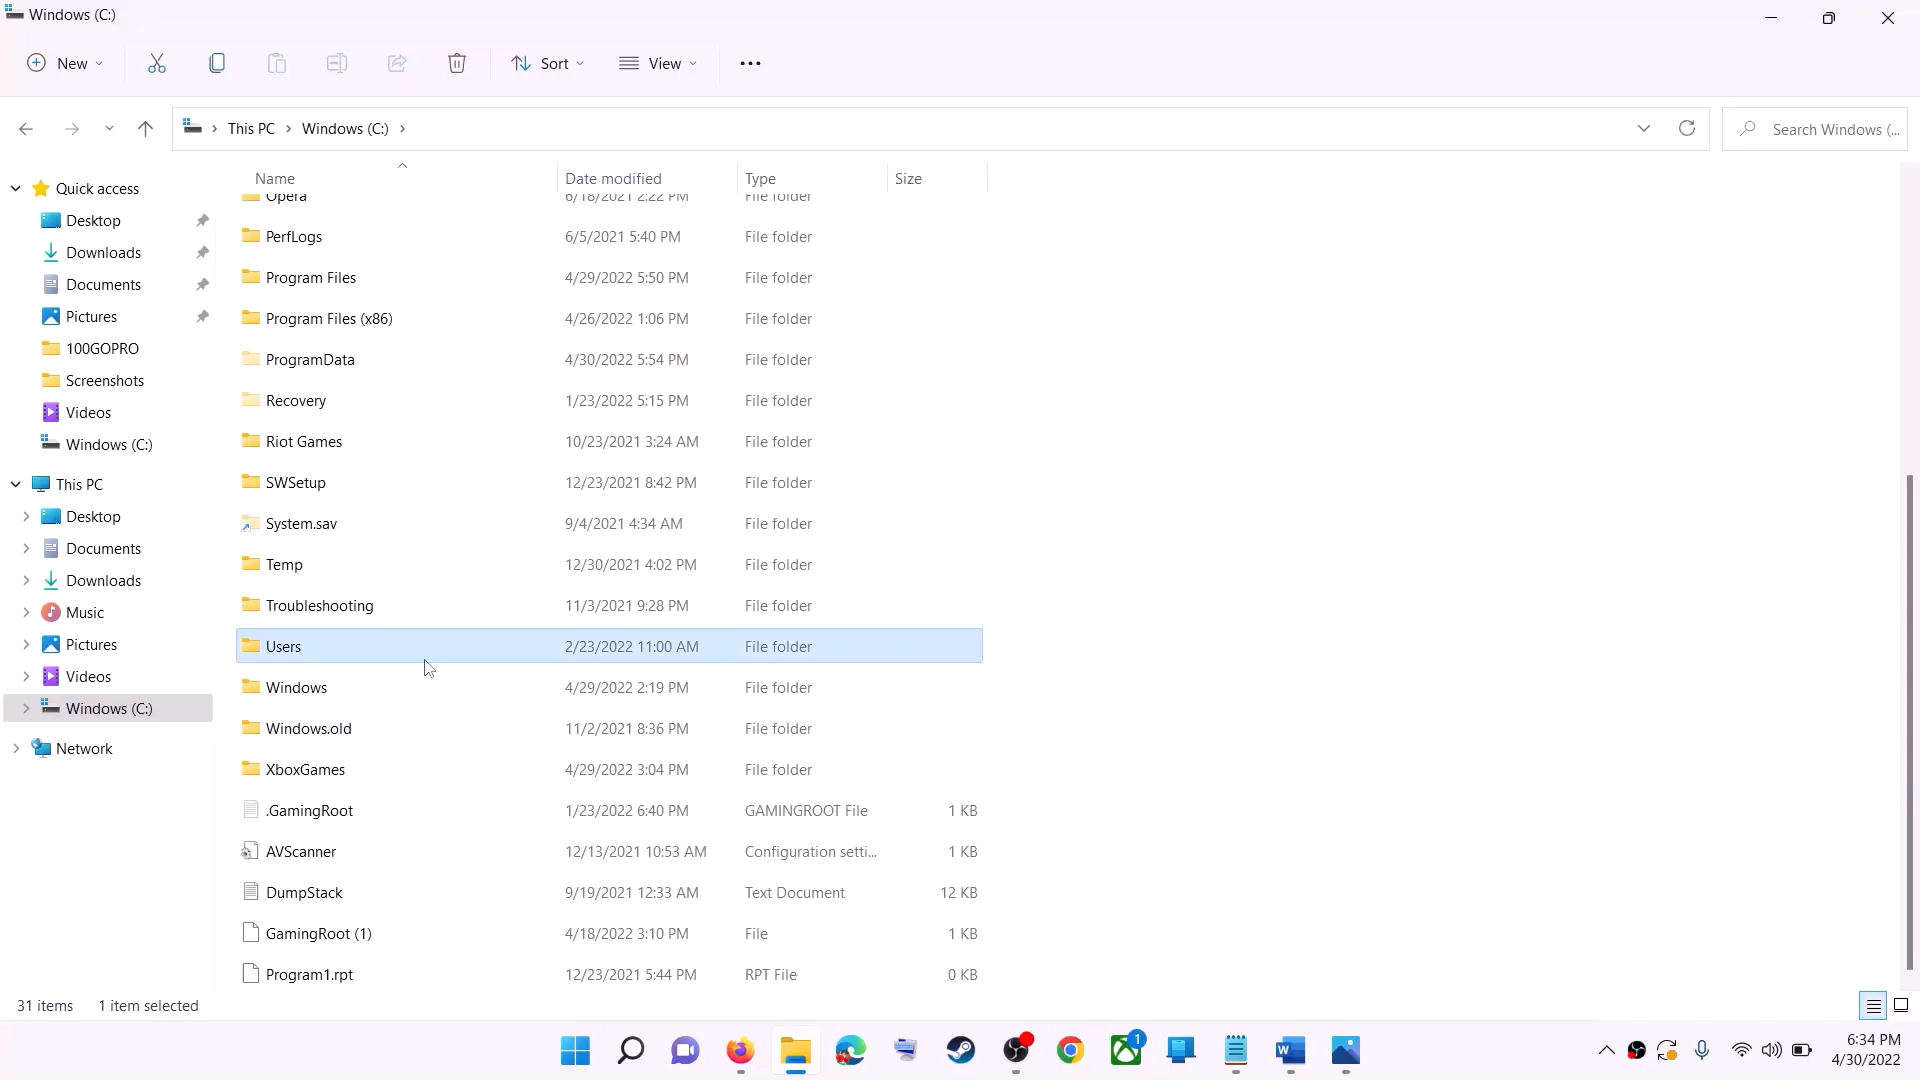 Windows (C:)
New
Sort
View
This PC
Windows (C:)
Search Windows (...
Quick access
Desktop
Downloads
Documents
Pictures
100GOPRO
Screenshots
Videos
Windows (C:)
This PC
Desktop
Documents
Downloads
Music
Pictures
Videos
Windows (C:)
Network
Name Date modified Type Size
Opera 6/18/2021 2:22 PM File folder
PerfLogs 6/5/2021 5:40 PM File folder
Program Files 4/29/2022 5:50 PM File folder
Program Files (x86) 4/26/2022 1:06 PM File folder
ProgramData 4/30/2022 5:54 PM File folder
Recovery 1/23/2022 5:15 PM File folder
Riot Games 10/23/2021 3:24 AM File folder
SWSetup 12/23/2021 8:42 PM File folder
System.sav 9/4/2021 4:34 AM File folder
Temp 12/30/2021 4:02 PM File folder
Troubleshooting 11/3/2021 9:28 PM File folder
Users 2/23/2022 11:00 AM File folder
Windows 4/29/2022 2:19 PM File folder
Windows.old 11/2/2021 8:36 PM File folder
XboxGames 4/29/2022 3:04 PM File folder
.GamingRoot 1/23/2022 6:40 PM GAMINGROOT File 1 KB
AVScanner 12/13/2021 10:53 AM Configuration setti... 1 KB
DumpStack 9/19/2021 12:33 AM Text Document 12 KB
GamingRoot (1) 4/18/2022 3:10 PM File 1 KB
Program1.rpt 12/23/2021 5:44 PM RPT File 0 KB
31 items 1 item selected
1
W
6:34 PM
4/30/2022